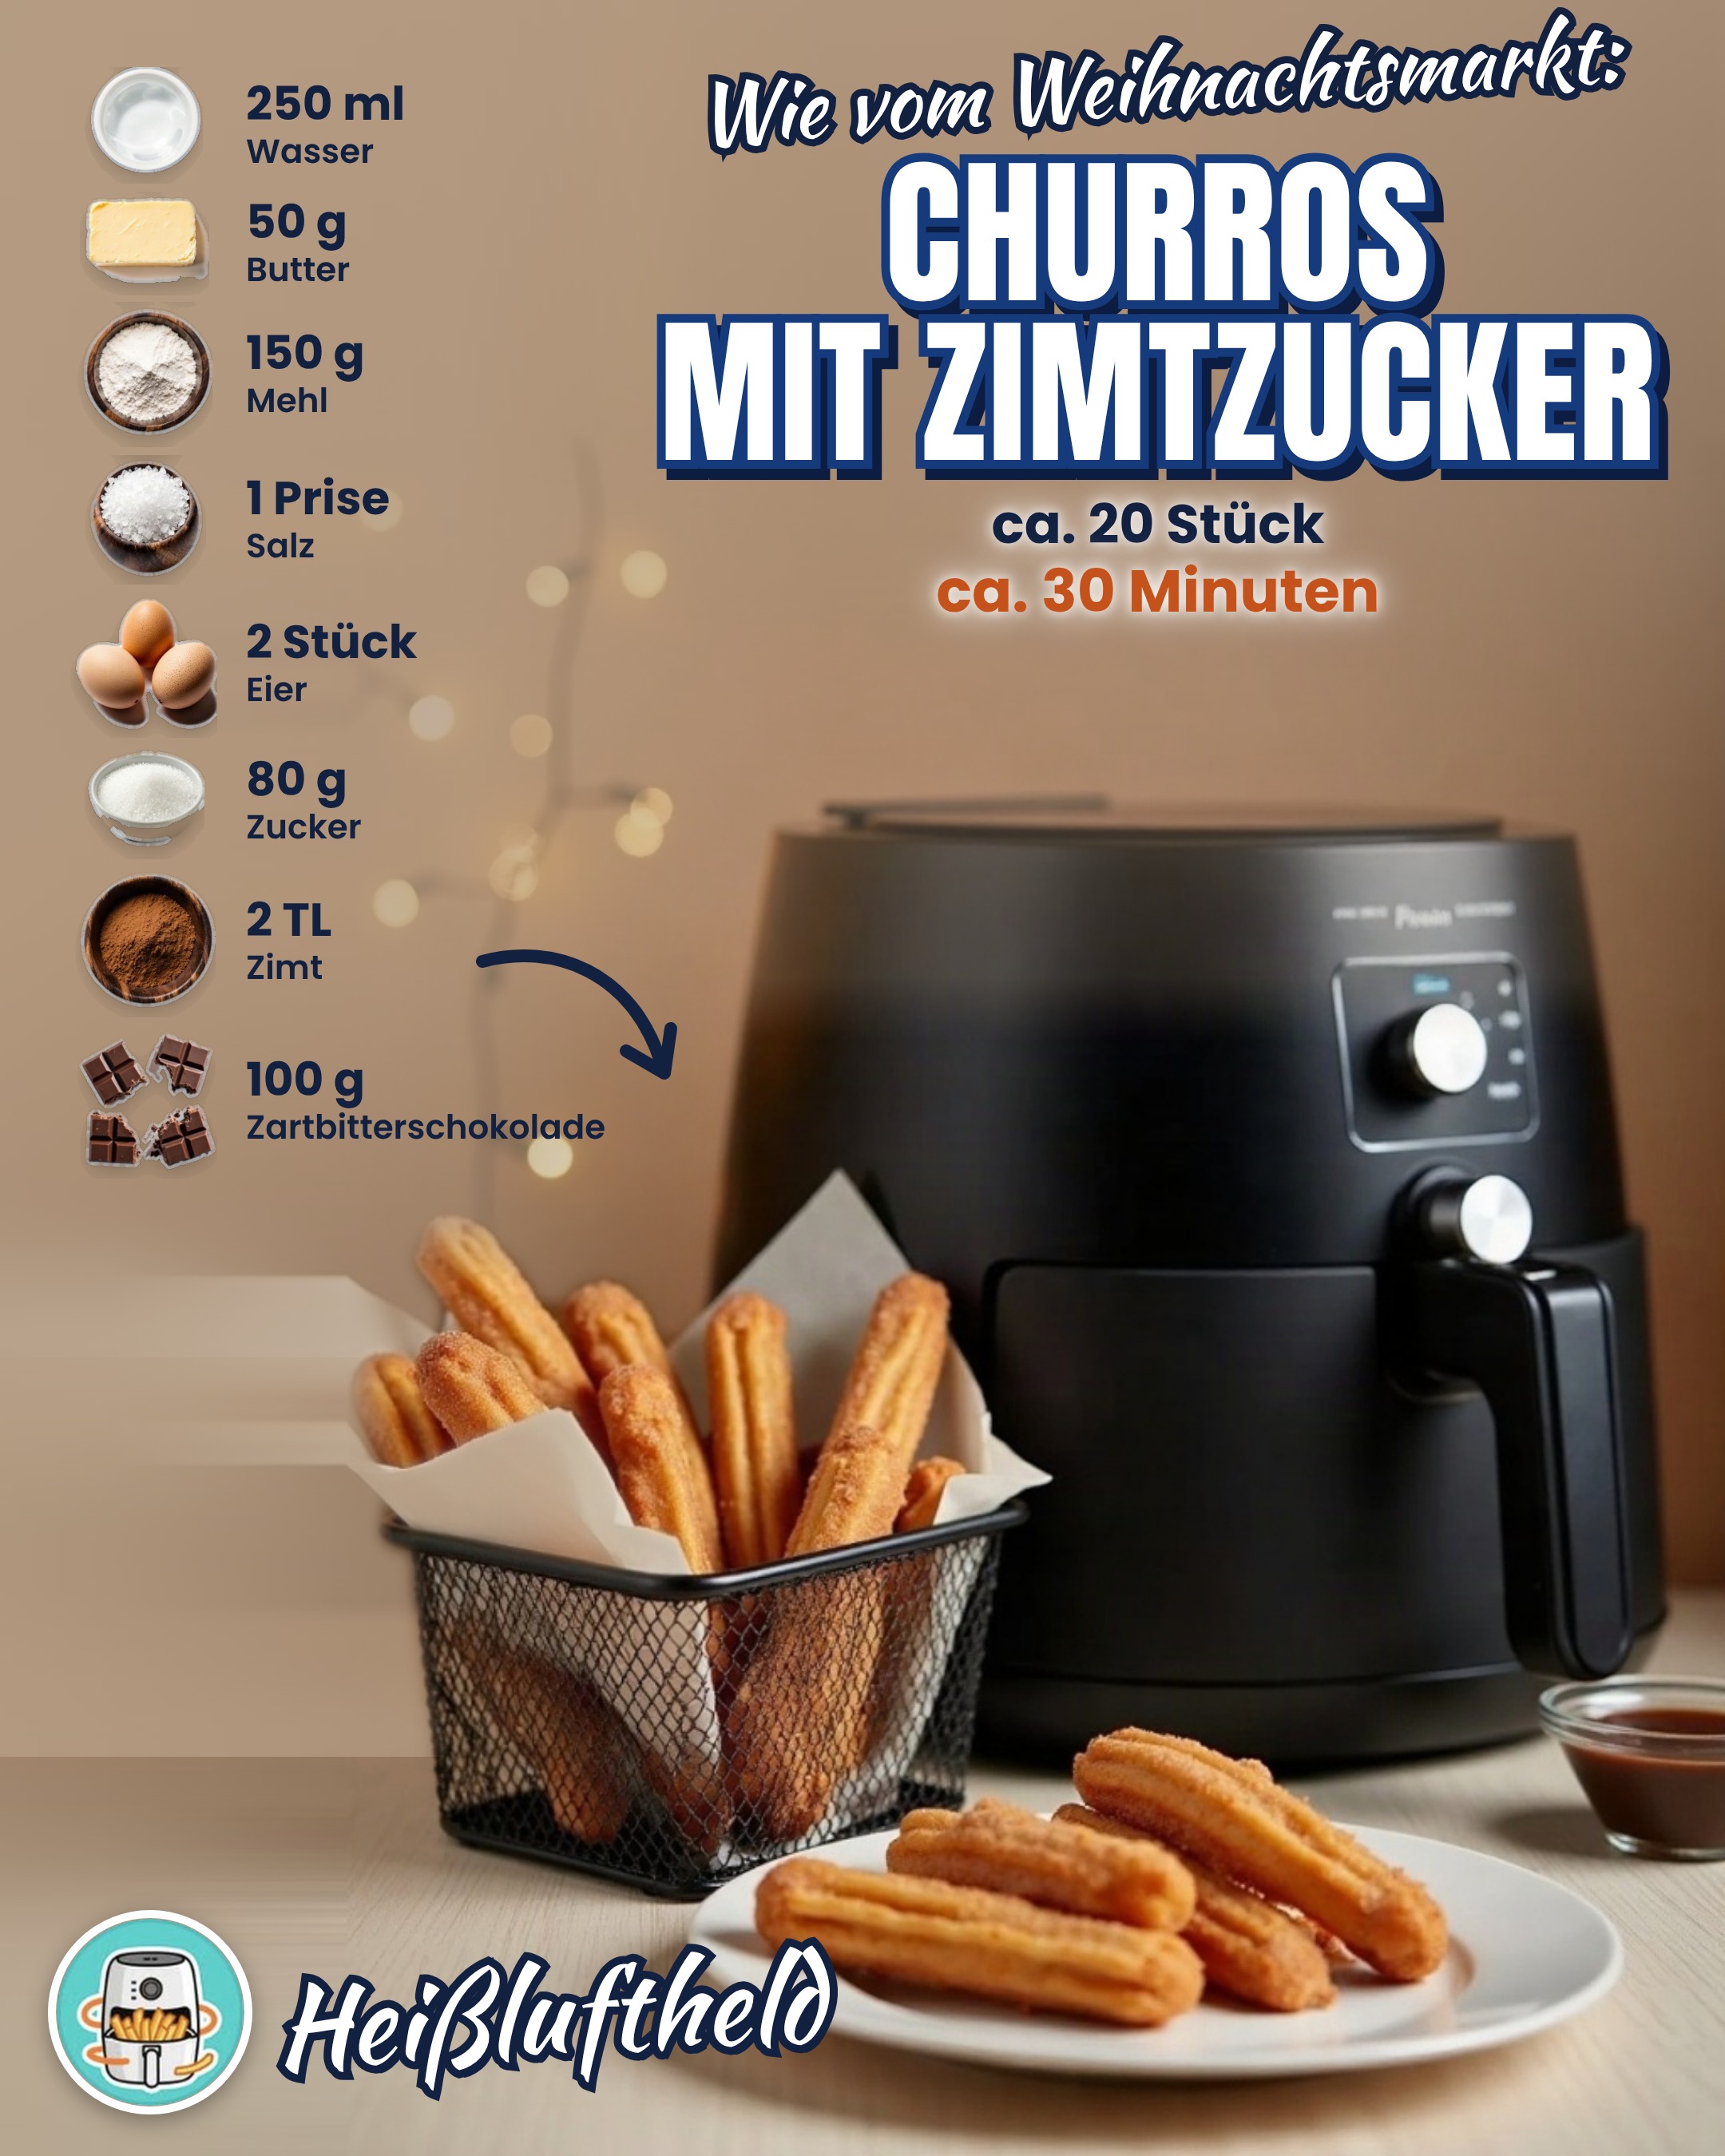 Wie vom Weihnachtsmarkt:
CHURROS
MIT ZIMTZUCKER
ca. 20 Stück
ca. 30 Minuten
250 ml
Wasser
50 g
Butter
150 g
Mehl
1 Prise
Salz
2 Stück
Eier
80 g
Zucker
2 TL
Zimt
100 g
Zartbitterschokolade
Heißluftheld